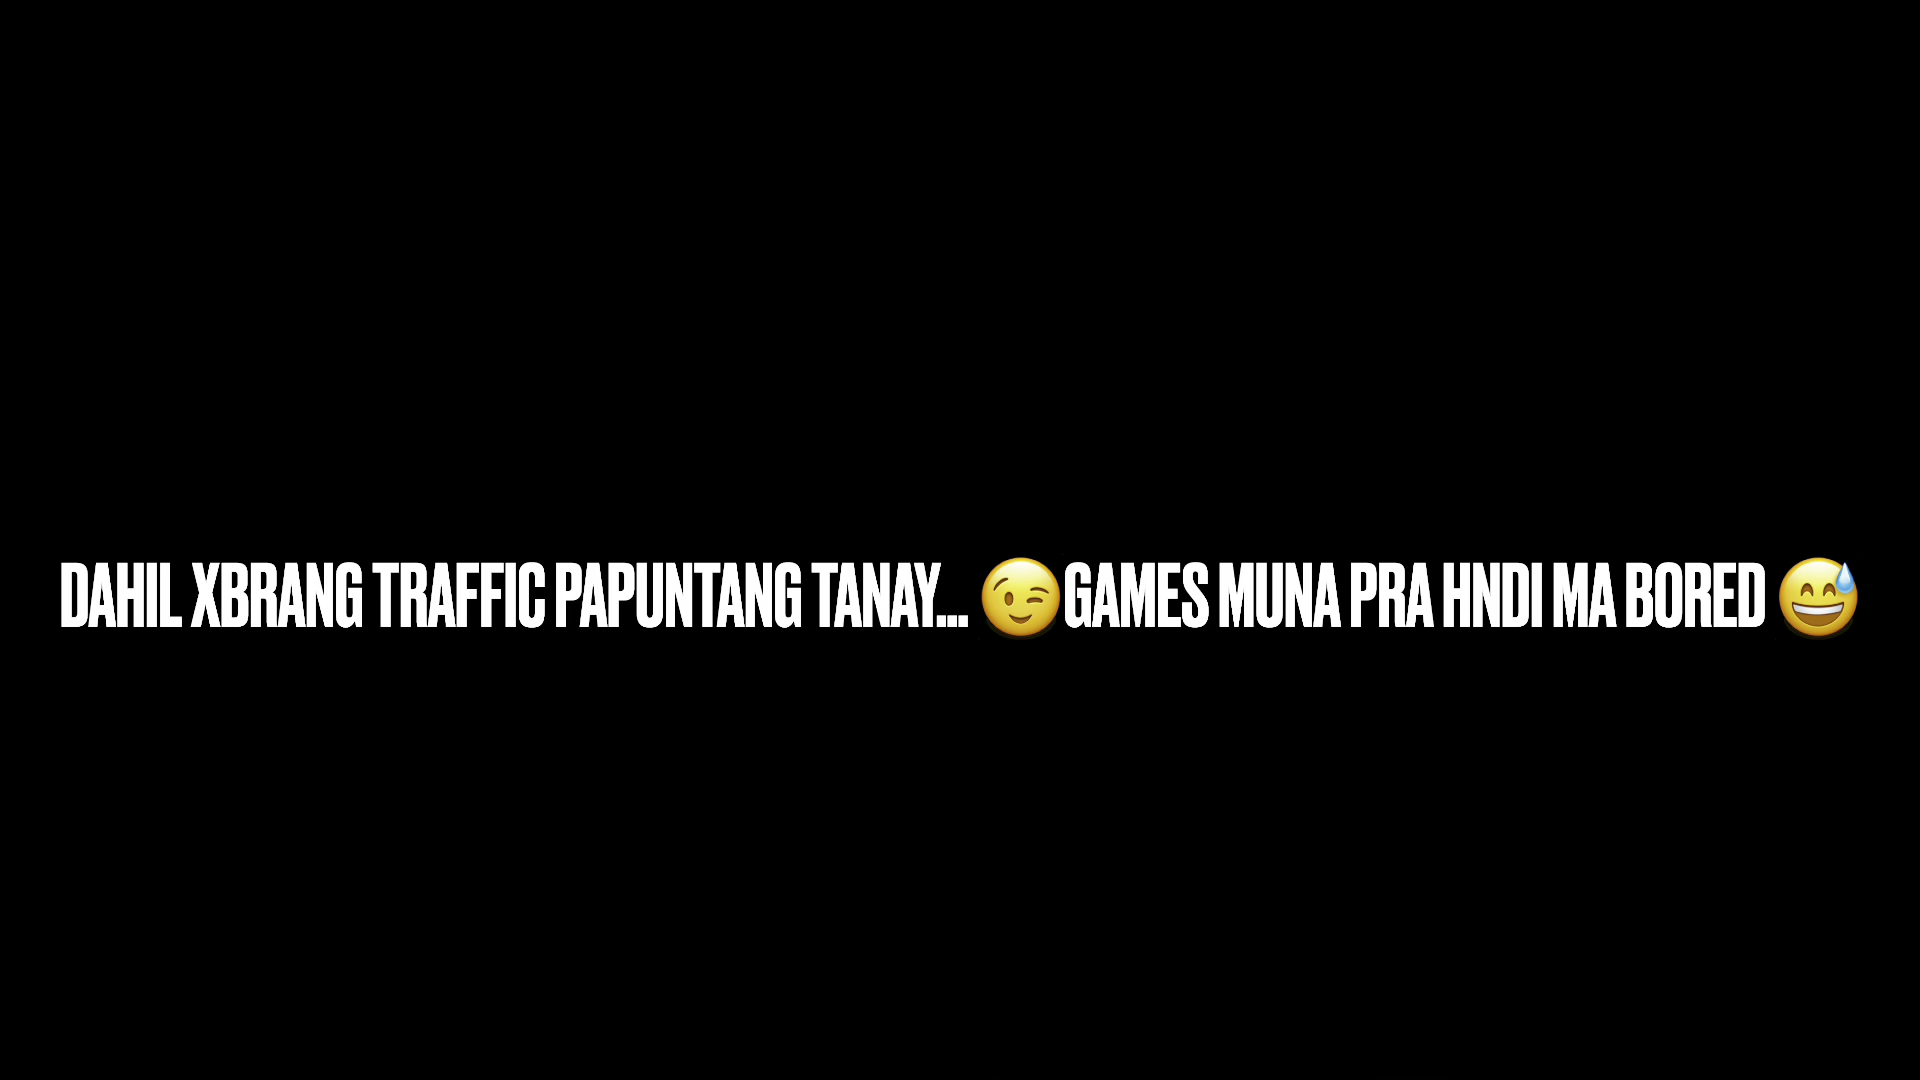 DAHIL XBRANG TRAFFIC PAPUNTANG TANAY... 😉GAMES MUNA PRA HNDI MA BORED 😅